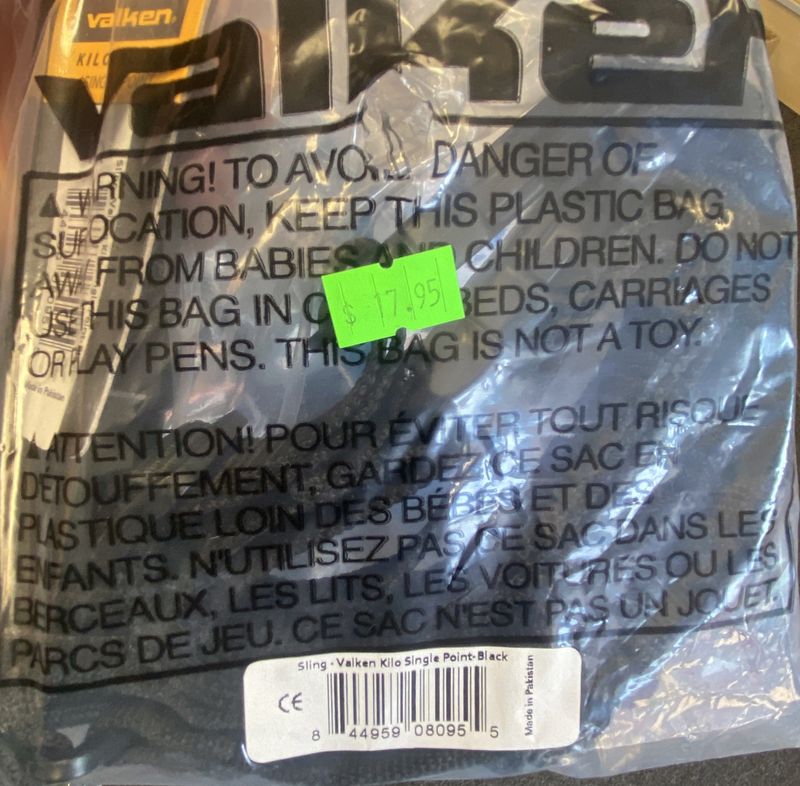 valken
KILO
Valken
WARNING! TO AVOID DANGER OF
SUFFOCATION, KEEP THIS PLASTIC BAG
AWAY FROM BABIES AND CHILDREN. DO NOT
USE THIS BAG IN BEDS, CARRIAGES
OR PLAY PENS. THIS BAG IS NOT A TOY.
$ 17.95
Made in Pakistan
ATTENTION! POUR ÉVITER TOUT RISQUE
DÉTOUFFEMENT, GARDEZ CE SAC EN
PLASTIQUE LOIN DES BÉBÉS ET DES
ENFANTS. N'UTILISEZ PAS CE SAC DANS LES
BERCEAUX, LES LITS, LES VOITURES OU LES
PARCS DE JEU. CE SAC N'EST PAS UN JOUET.
Sling - Valken Kilo Single Point-Black
CE
8 44959 08095 5
Made in Pakistan